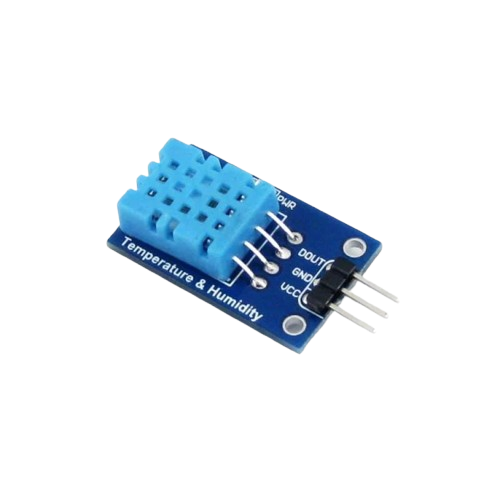 PWR
DOUT
GND
VCC
Temperature & Humidity